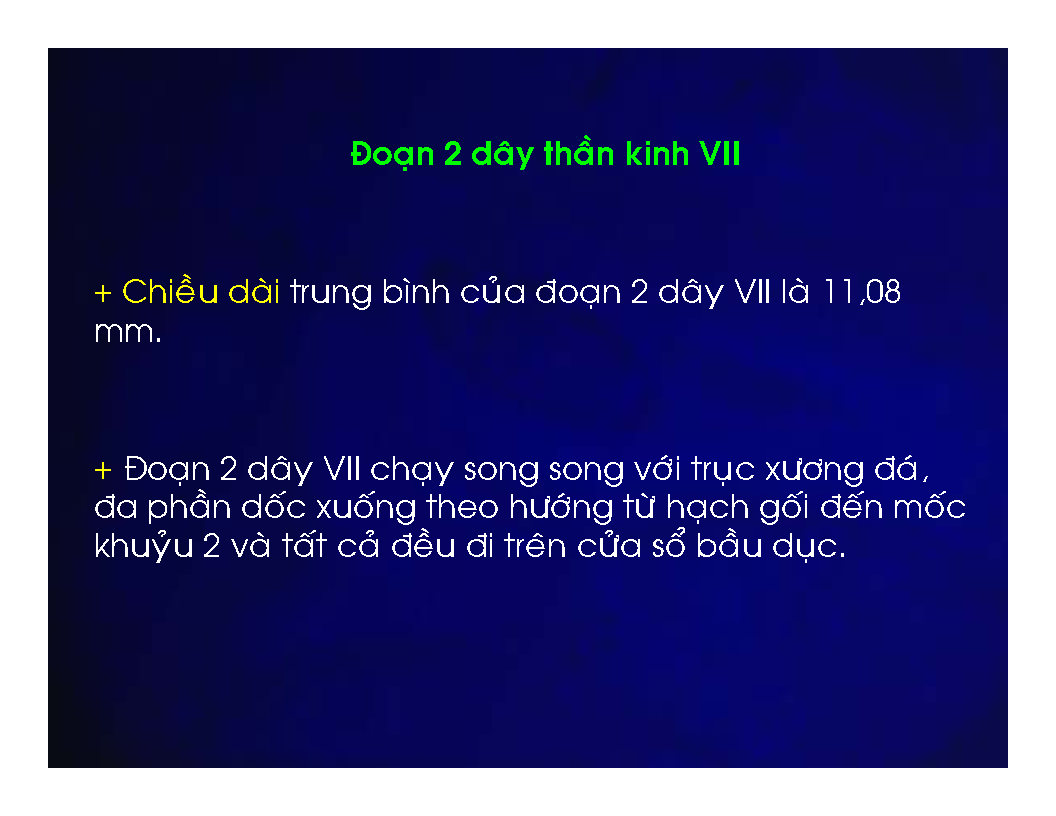 Đoạn 2 dây thần kinh VII
+ Chiều dài trung bình của đoạn 2 dây VII là 11,08
mm.
+ Đoạn 2 dây VII chạy song song với trục xương đá,
đa phần dốc xuống theo hướng từ hạch gối đến mốc
khuỷu 2 và tất cả đều đi trên cửa sổ bầu dục.